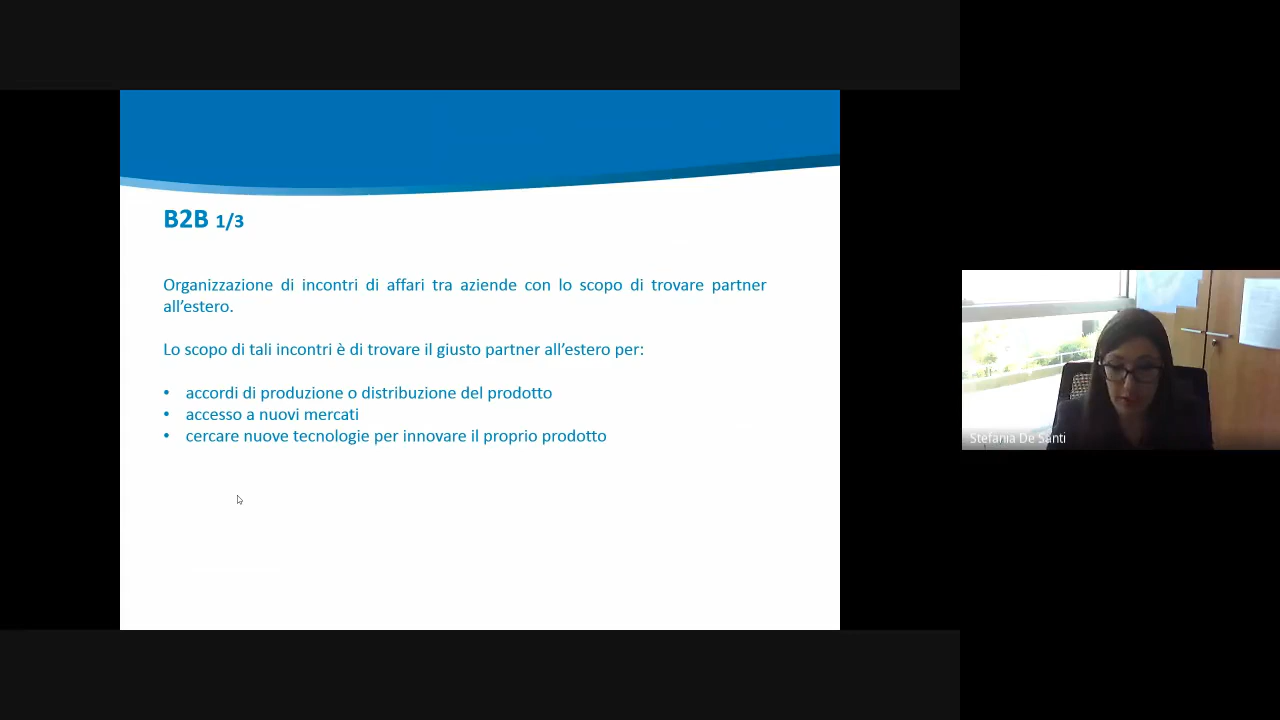 B2B 1/3
Organizzazione di incontri di affari tra aziende con lo scopo di trovare partner
all’estero.
Lo scopo di tali incontri è di trovare il giusto partner all’estero per:
• accordi di produzione o distribuzione del prodotto
• accesso a nuovi mercati
• cercare nuove tecnologie per innovare il proprio prodotto
Stefania De Santi